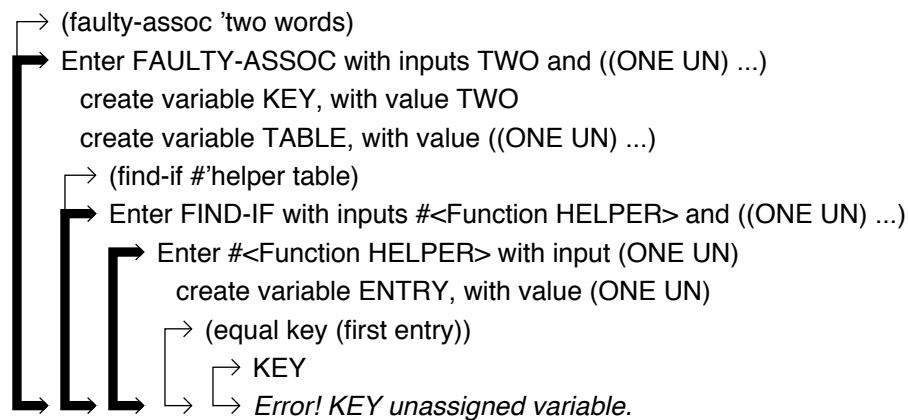 (faulty-assoc 'two words)
Enter FAULTY-ASSOC with inputs TWO and ((ONE UN) ...)
create variable KEY, with value TWO
create variable TABLE, with value ((ONE UN) ...)
(find-if #'helper table)
Enter FIND-IF with inputs #<Function HELPER> and ((ONE UN) ...)
Enter #<Function HELPER> with input (ONE UN)
create variable ENTRY, with value (ONE UN)
(equal key (first entry))
KEY
Error! KEY unassigned variable.